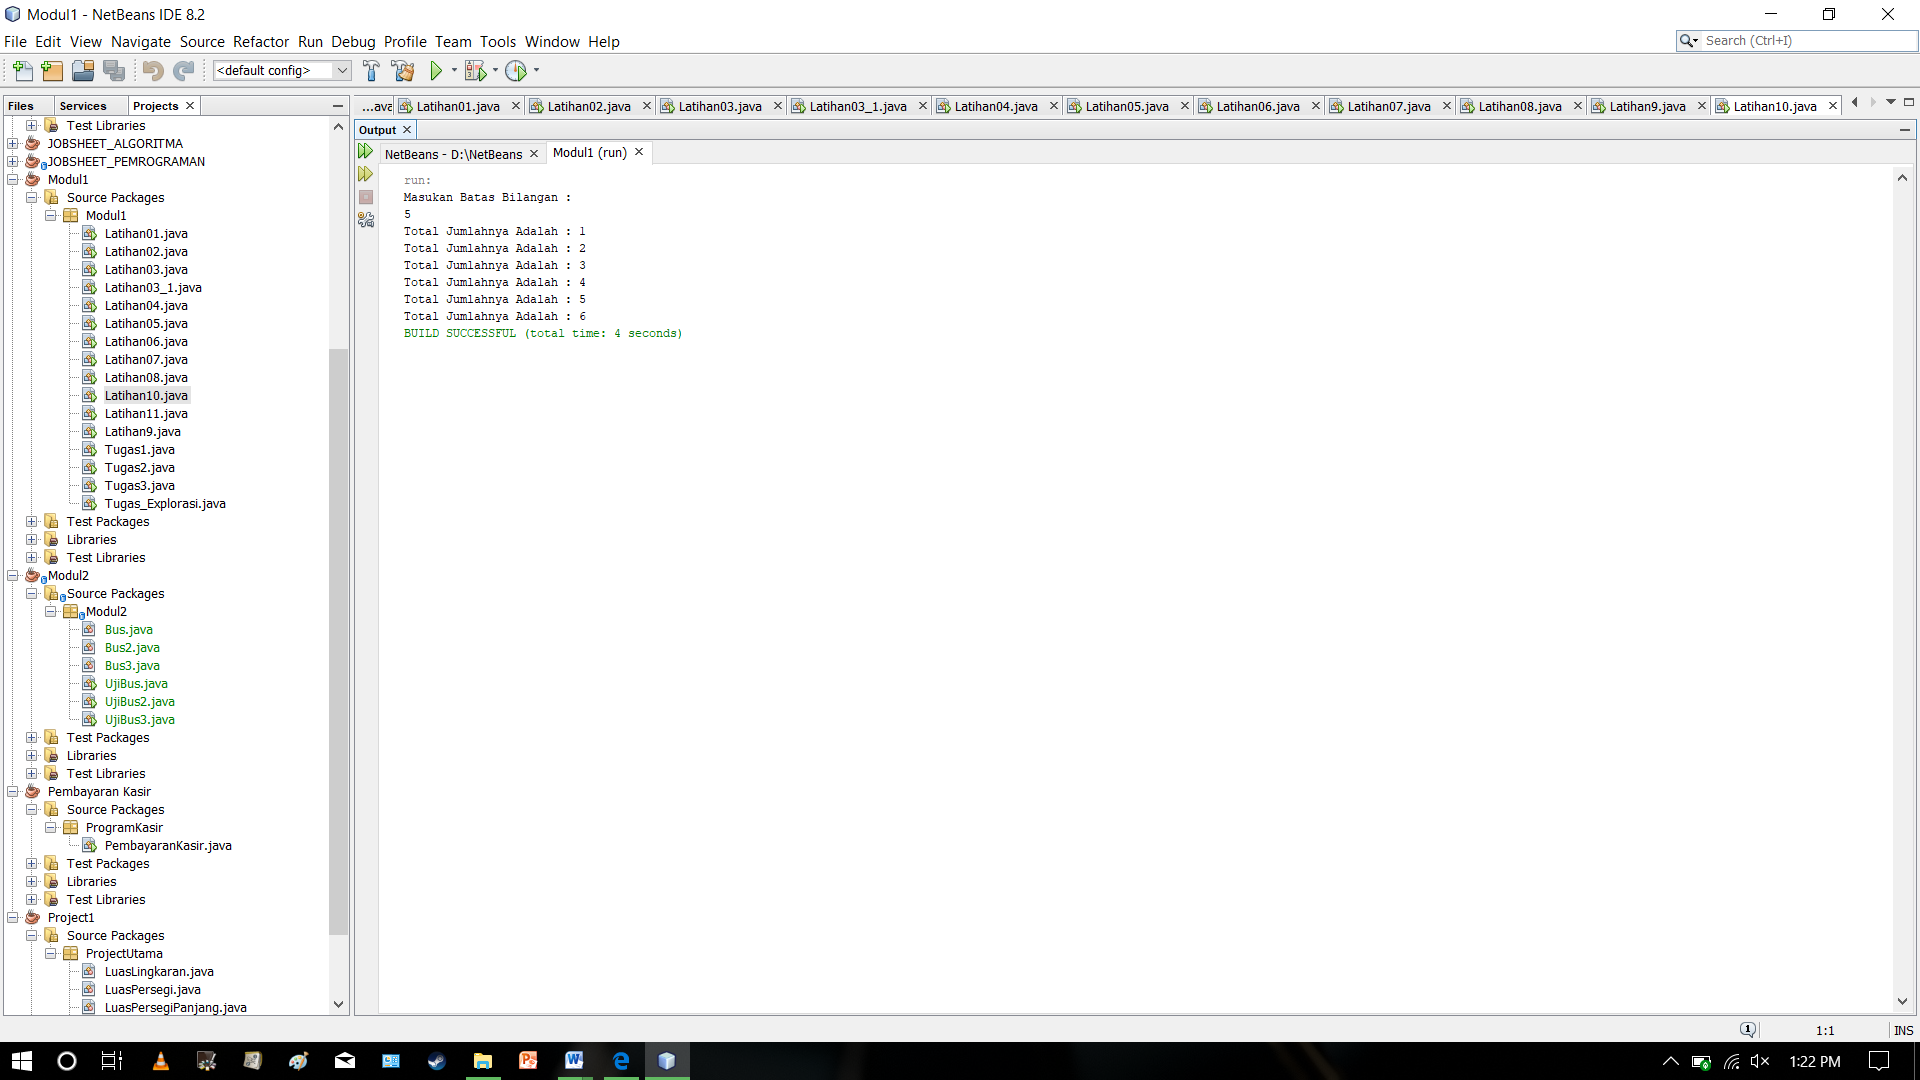 Modul1 - NetBeans IDE 8.2
File Edit View Navigate Source Refactor Run Debug Profile Team Tools Window Help
Search (Ctrl+I)
<default config>
Files Services Projects
...ava Latihan01.java Latihan02.java Latihan03.java Latihan03_1.java Latihan04.java Latihan05.java Latihan06.java Latihan07.java Latihan08.java Latihan9.java Latihan10.java
Test Libraries
JOBSHEET_ALGORITMA
JOBSHEET_PEMROGRAMAN
Modul1
Source Packages
Modul1
Latihan01.java
Latihan02.java
Latihan03.java
Latihan03_1.java
Latihan04.java
Latihan05.java
Latihan06.java
Latihan07.java
Latihan08.java
Latihan10.java
Latihan11.java
Latihan9.java
Tugas1.java
Tugas2.java
Tugas3.java
Tugas_Explorasi.java
Test Packages
Libraries
Test Libraries
Modul2
Source Packages
Modul2
Bus.java
Bus2.java
Bus3.java
UjiBus.java
UjiBus2.java
UjiBus3.java
Test Packages
Libraries
Test Libraries
Pembayaran Kasir
Source Packages
ProgramKasir
PembayaranKasir.java
Test Packages
Libraries
Test Libraries
Project1
Source Packages
ProjectUtama
LuasLingkaran.java
LuasPersegi.java
LuasPersegiPanjang.java
Output
NetBeans - D:\NetBeans Modul1 (run)
run:
Masukan Batas Bilangan :
5
Total Jumlahnya Adalah : 1
Total Jumlahnya Adalah : 2
Total Jumlahnya Adalah : 3
Total Jumlahnya Adalah : 4
Total Jumlahnya Adalah : 5
Total Jumlahnya Adalah : 6
BUILD SUCCESSFUL (total time: 4 seconds)
1:1 INS
1:22 PM